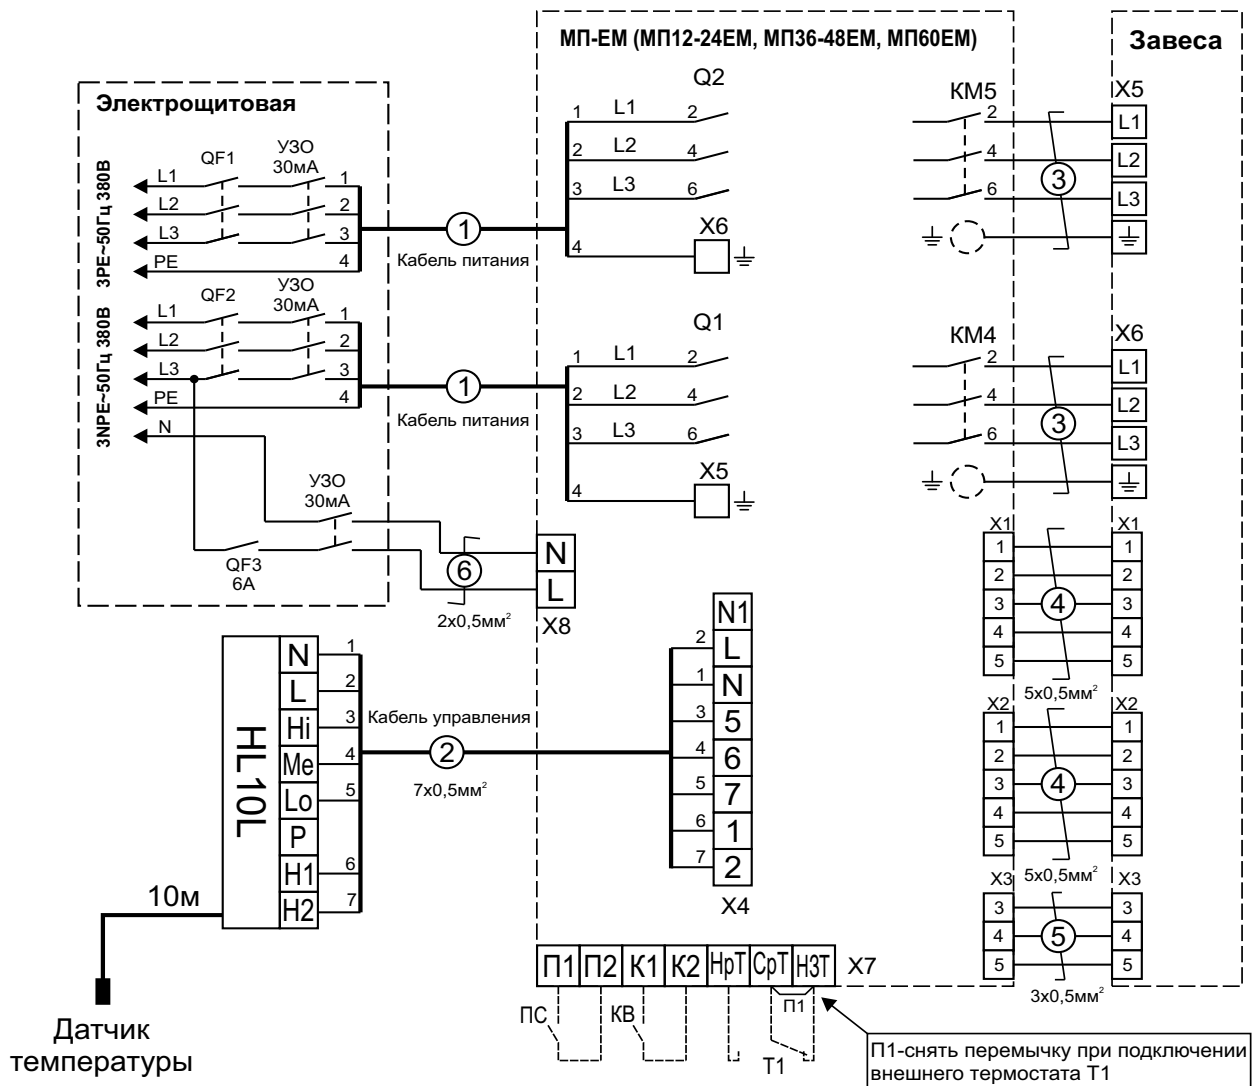 МП-ЕМ (МП12-24ЕМ, МП36-48ЕМ, МП60ЕМ)
Завеса
Электрощитовая
3PE~50Гц 380В
QF1
УЗО
30мА
L1
1
L2
2
L3
3
PE
4
3NPE~50Гц 380В
QF2
УЗО
30мА
L1
1
L2
2
L3
3
PE
4
N
УЗО
30мА
QF3
6А
1
Кабель питания
1
Кабель питания
6
2х0,5мм²
N
L
X8
Q2
1 L1 2
2 L2 4
3 L3 6
4
X6
Q1
1 L1 2
2 L2 4
3 L3 6
4
X5
КМ5
2
4
6
3
X5
L1
L2
L3
КМ4
2
4
6
3
X6
L1
L2
L3
X1 X1
1 1
2 2
3 4 3
4 4
5 5
5х0,5мм²
X2 X2
1 1
2 2
3 4 3
4 4
5 5
5х0,5мм²
X3 X3
3 3
4 5 4
5 5
3х0,5мм²
HL10L
N 1
L 2
Hi 3
Me 4
Lo 5
P
H1 6
H2 7
Кабель управления
2
7х0,5мм²
N1
2 L
1 N
3 5
4 6
5 7
6 1
7 2
X4
10м
Датчик
температуры
П1 П2 К1 К2 НрТ СрТ НЗТ X7
ПС
КВ
П1
Т1
П1-снять перемычку при подключении
внешнего термостата Т1